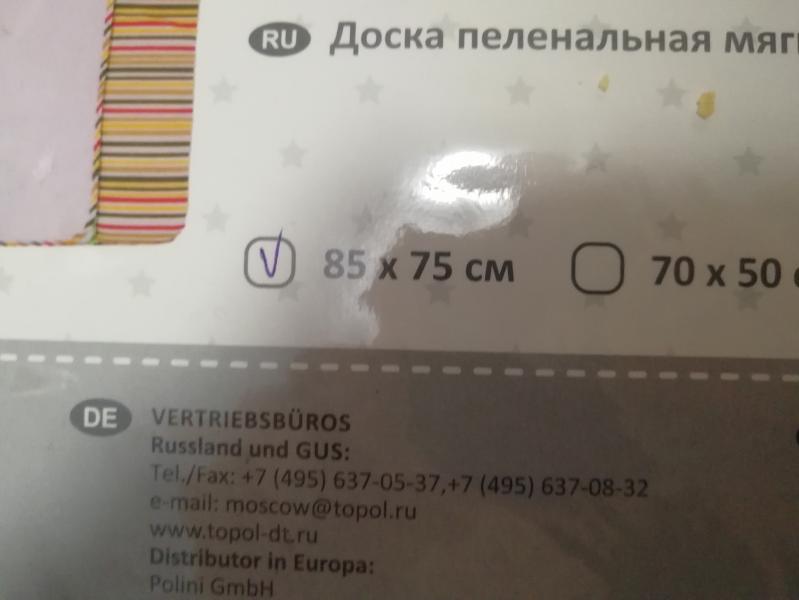 RU Доска пеленальная
85 x 75 см 70 x 50
DE VERTRIEBSBÜROS
Russland und GUS:
Tel./Fax: +7 (495) 637-05-37,+7 (495) 637-08-32
e-mail: moscow@topol.ru
www.topol-dt.ru
Distributor in Europa:
Polini GmbH